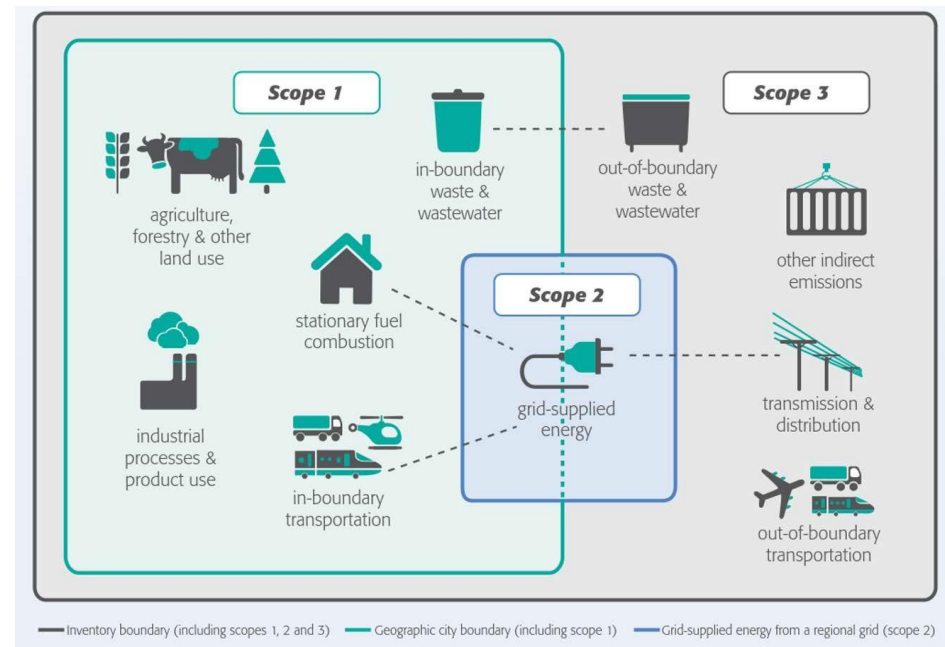 Scope 1
Scope 3
agriculture,
forestry & other
land use
in-boundary
waste &
wastewater
out-of-boundary
waste &
wastewater
other indirect
emissions
stationary fuel
combustion
Scope 2
grid-supplied
energy
transmission &
distribution
industrial
processes &
product use
in-boundary
transportation
out-of-boundary
transportation
Inventory boundary (including scopes 1, 2 and 3)
Geographic city boundary (including scope 1)
Grid-supplied energy from a regional grid (scope 2)